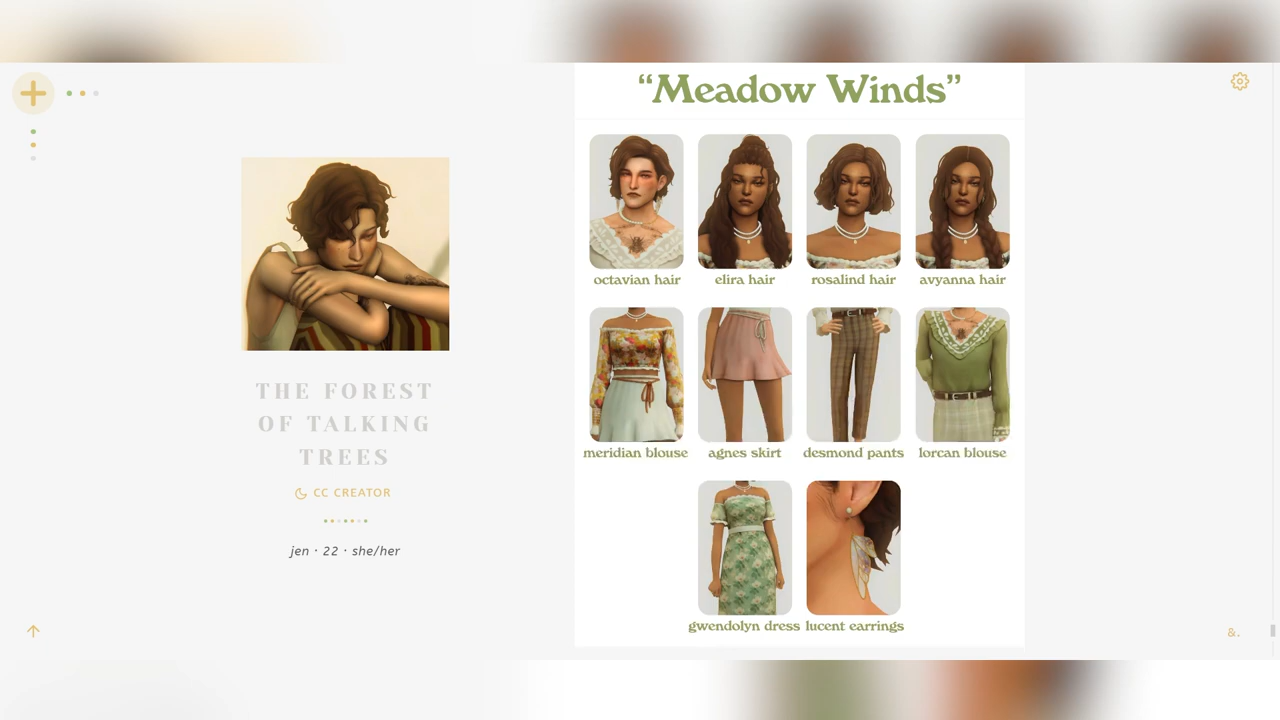 “Meadow Winds”
octavian hair
elira hair
rosalind hair
avyanna hair
meridian blouse
agnes skirt
desmond pants
lorcan blouse
gwendolyn dress
lucent earrings
THE FOREST
OF TALKING
TREES
CC CREATOR
jen · 22 · she/her
&.